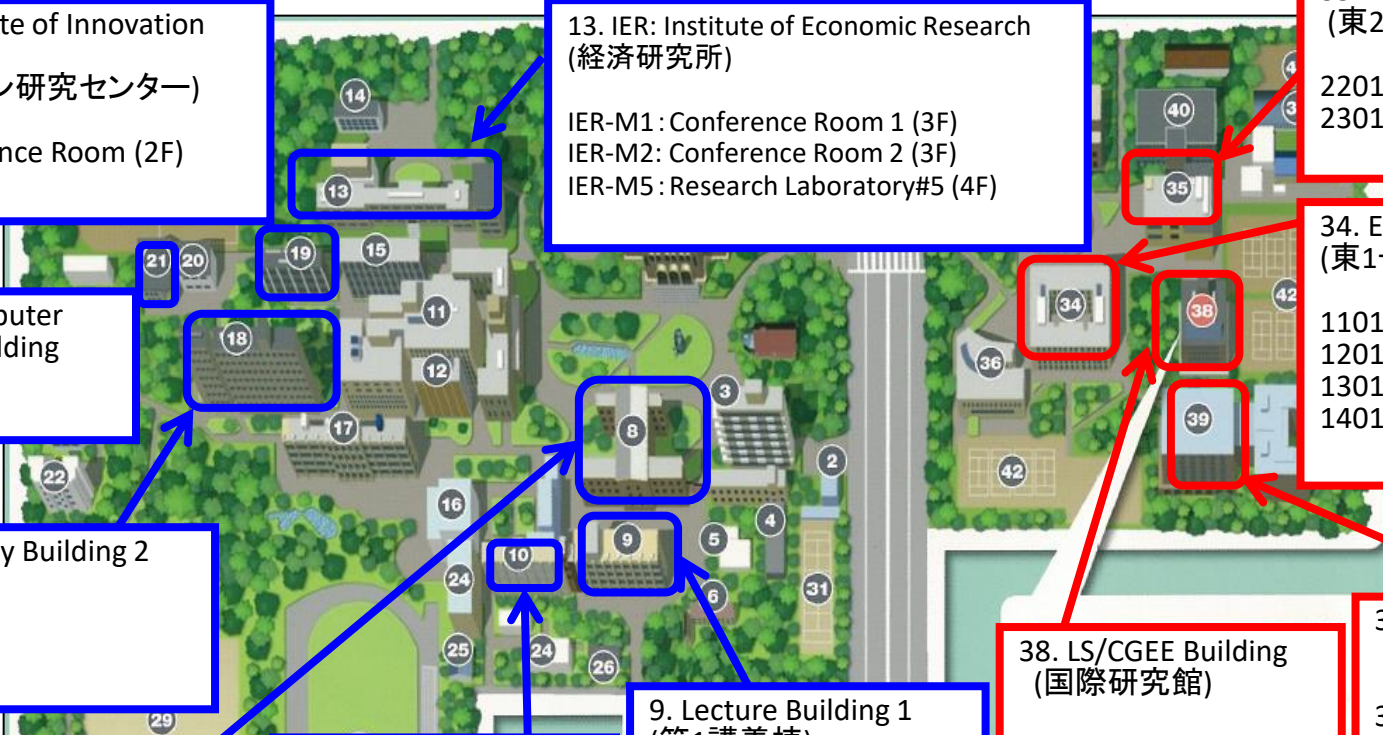 te of Innovation
ン研究センター)
nce Room (2F)
13. IER: Institute of Economic Research
(経済研究所)
IER-M1: Conference Room 1 (3F)
IER-M2: Conference Room 2 (3F)
IER-M5: Research Laboratory#5 (4F)
(東2
2201
2301
34. E
(東1
1101
1201
1301
1401
puter
lding
y Building 2
9. Lecture Building 1
38. LS/CGEE Building
(国際研究館)
14
13
40
35
21
20
19
15
11
34
38
42
18
12
36
3
17
8
39
2
22
42
16
4
9
5
10
24
31
6
25
24
26
29